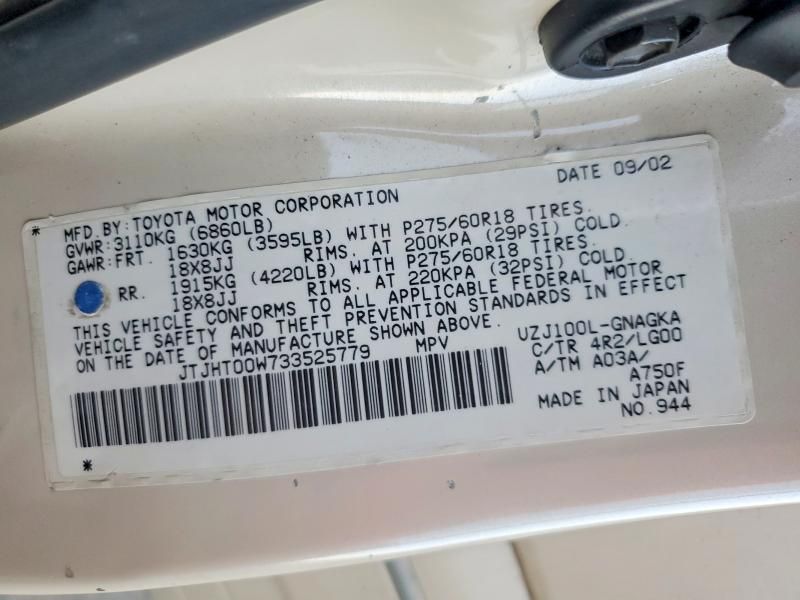 DATE 09/02
* MFD.BY:TOYOTA MOTOR CORPORATION
GVWR:3110KG (6860LB)
GAWR:FRT. 1630KG (3595LB) WITH P275/60R18 TIRES.
18X8JJ RIMS. AT 200KPA (29PSI) COLD.
RR. 1915KG (4220LB) WITH P275/60R18 TIRES.
18X8JJ RIMS. AT 220KPA (32PSI) COLD.
THIS VEHICLE CONFORMS TO ALL APPLICABLE FEDERAL MOTOR
VEHICLE SAFETY AND THEFT PREVENTION STANDARDS IN EFFECT
ON THE DATE OF MANUFACTURE SHOWN ABOVE.
JTJHT00W733525779 MPV
UZJ100L-GNAGKA
C/TR 4R2/LG00
A/TM A03A/
A750F
MADE IN JAPAN
NO.944
*